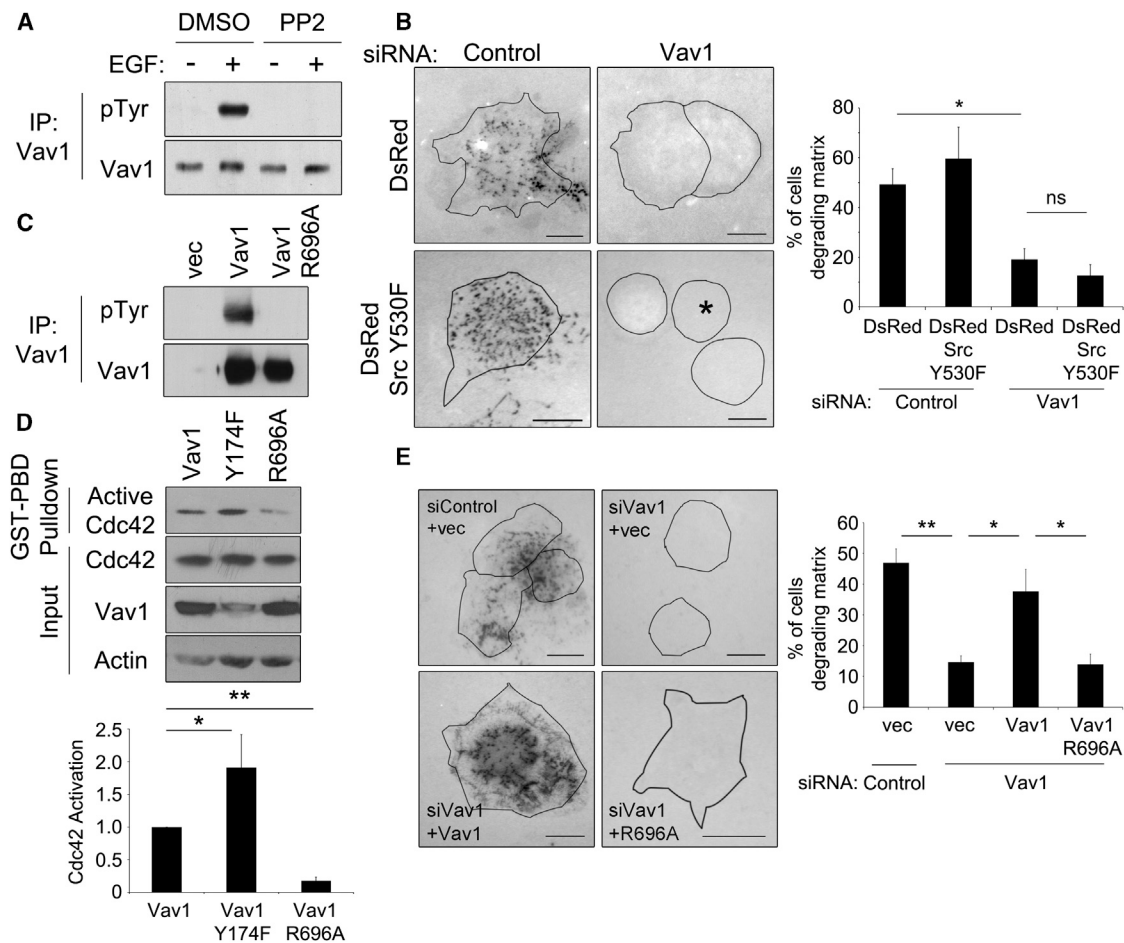 A
DMSO PP2
EGF: - + - +
IP:
Vav1
pTyr
Vav1
B
siRNA: Control Vav1
DsRed
DsRed
Src Y530F
*
% of cells
degrading matrix
80
60
40
20
0
*
ns
DsRed DsRed DsRed DsRed
Src Src
Y530F Y530F
siRNA: Control Vav1
C
vec
Vav1
Vav1
R696A
IP:
Vav1
pTyr
Vav1
D
Vav1
Y174F
R696A
GST-PBD
Pulldown
Active
Cdc42
Input
Cdc42
Vav1
Actin
**
*
Cdc42 Activation
2.5
2.0
1.5
1.0
0.5
0
Vav1 Vav1 Vav1
Y174F R696A
E
siControl
+vec
siVav1
+vec
siVav1
+Vav1
siVav1
+R696A
% of cells
degrading matrix
60
50
40
30
20
10
0
** * *
vec vec Vav1 Vav1
R696A
siRNA: Control Vav1